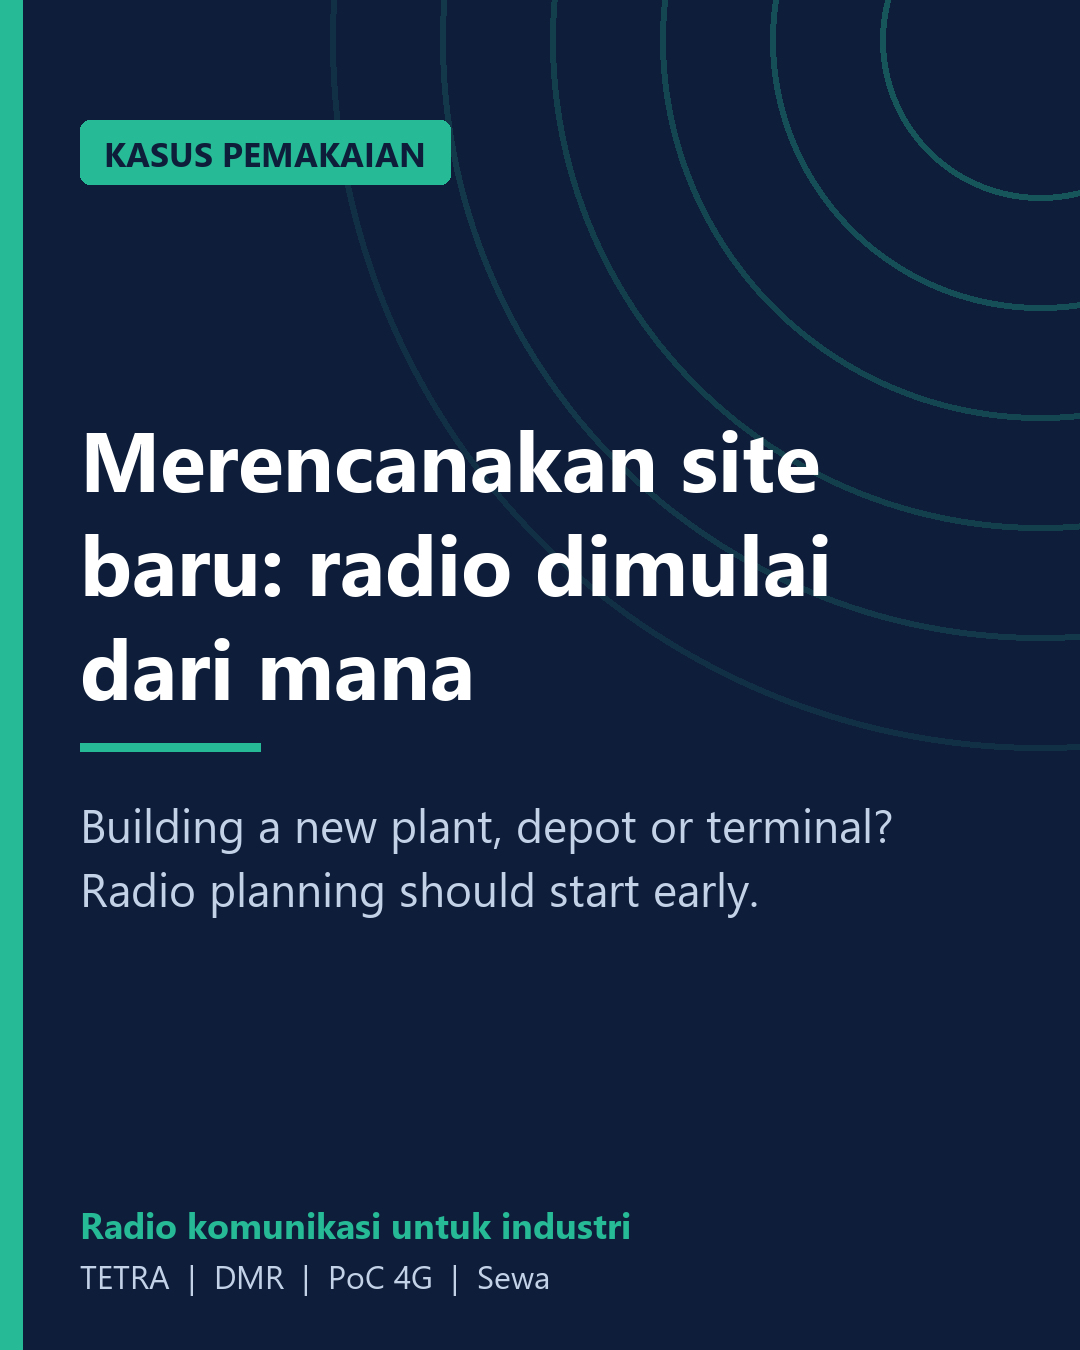 KASUS PEMAKAIAN
Merencanakan site
baru: radio dimulai
dari mana
Building a new plant, depot or terminal?
Radio planning should start early.
Radio komunikasi untuk industri
TETRA | DMR | PoC 4G | Sewa